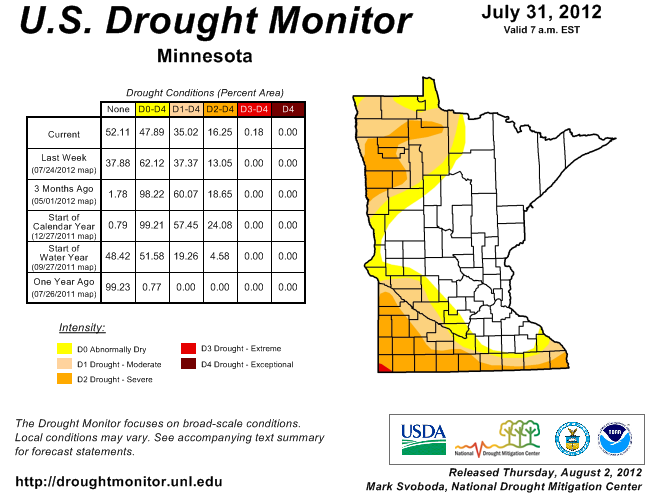 U.S. Drought Monitor
July 31, 2012
Valid 7 a.m. EST
Minnesota
Drought Conditions (Percent Area)
None D0-D4 D1-D4 D2-D4 D3-D4 D4
Current 52.11 47.89 35.02 16.25 0.18 0.00
Last Week
(07/24/2012 map) 37.88 62.12 37.37 13.05 0.00 0.00
3 Months Ago
(05/01/2012 map) 1.78 98.22 60.07 18.65 0.00 0.00
Start of
Calendar Year
(12/27/2011 map) 0.79 99.21 57.45 24.08 0.00 0.00
Start of
Water Year
(09/27/2011 map) 48.42 51.58 19.26 4.58 0.00 0.00
One Year Ago
(07/26/2011 map) 99.23 0.77 0.00 0.00 0.00 0.00
Intensity:
D0 Abnormally Dry
D1 Drought - Moderate
D2 Drought - Severe
D3 Drought - Extreme
D4 Drought - Exceptional
The Drought Monitor focuses on broad-scale conditions.
Local conditions may vary. See accompanying text summary
for forecast statements.
http://droughtmonitor.unl.edu
USDA
National Drought Mitigation Center
NOAA
Released Thursday, August 2, 2012
Mark Svoboda, National Drought Mitigation Center